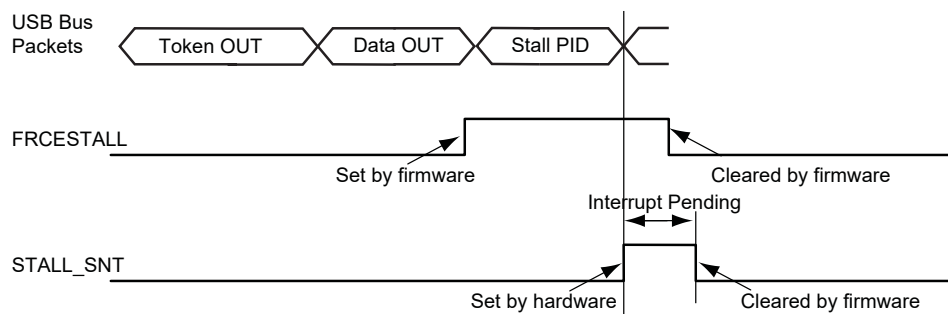 USB Bus
Packets
Token OUT Data OUT Stall PID
FRCESTALL
Set by firmware Cleared by firmware
Interrupt Pending
STALL_SNT
Set by hardware Cleared by firmware